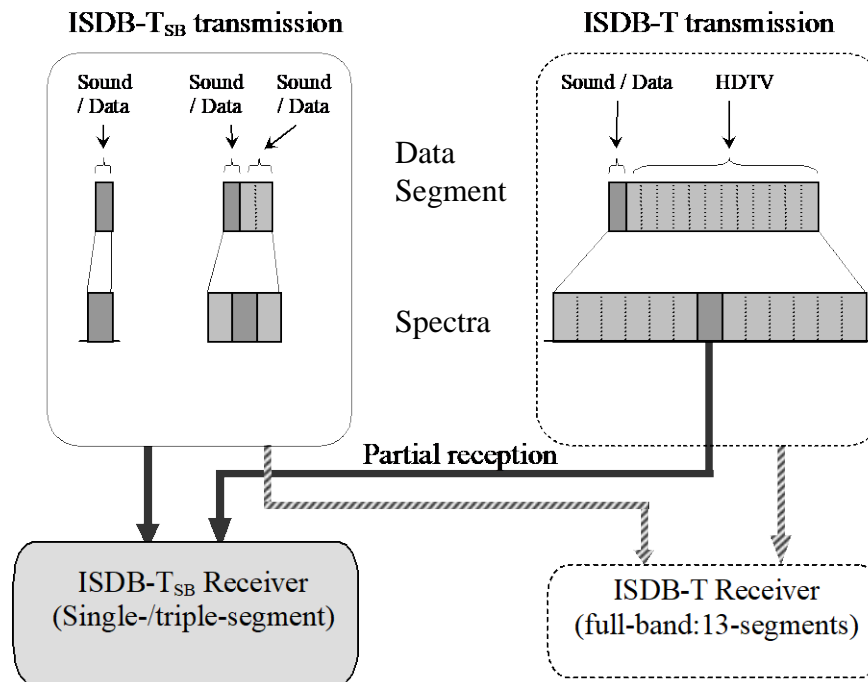 ISDB-TSB transmission
ISDB-T transmission
Sound / Data
Sound / Data
Sound / Data
Sound / Data
HDTV
Data Segment
Spectra
Partial reception
ISDB-TSB Receiver
(Single-/triple-segment)
ISDB-T Receiver
(full-band:13-segments)